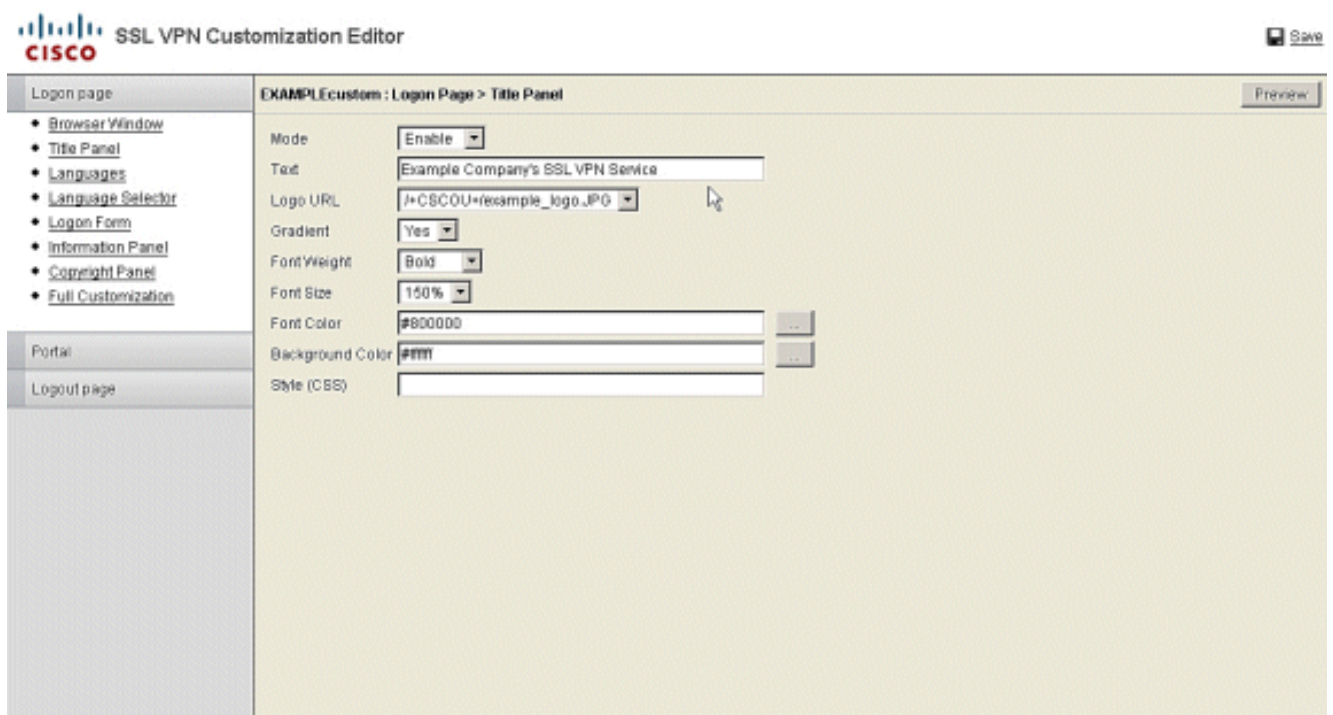 CISCO SSL VPN Customization Editor
Save
Logon page
Browser Window
Title Panel
Languages
Language Selector
Logon Form
Information Panel
Copyright Panel
Full Customization
Portal
Logout page
EXAMPLEcustom : Logon Page > Title Panel
Preview
Mode Enable
Text Example Company's SSL VPN Service
Logo URL /+CSCOU+/example_logo.JPG
Gradient Yes
Font Weight Bold
Font Size 150%
Font Color #800000 ...
Background Color #ffffff ...
Style (CSS)